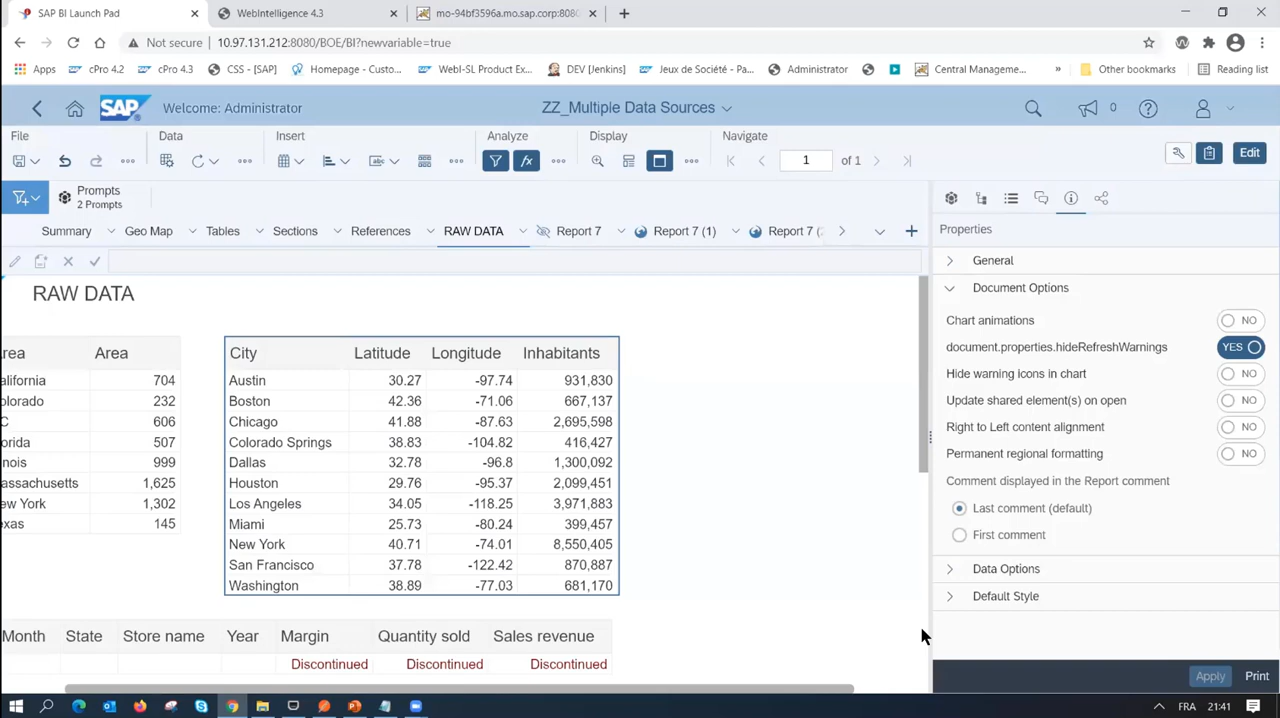 SAP BI Launch Pad
WebIntelligence 4.3
mo-94bf3596a.mo.sap.corp:8080
Not secure 10.97.131.212:8080/BOE/BI?newvariable=true
Apps cPro 4.2 cPro 4.3 CSS - [SAP] Homepage - Custo... WebI-SL Product Ex... DEV [Jenkins] Jeux de Société - Pa... Administrator Central Manageme... » Other bookmarks Reading list
SAP Welcome: Administrator ZZ_Multiple Data Sources 0
File Data Insert Analyze Display Navigate
1 of 1 Edit
Prompts
2 Prompts
Summary Geo Map Tables Sections References RAW DATA Report 7 Report 7 (1) Report 7 (
RAW DATA
rea Area
alifornia 704
olorado 232
C 606
orida 507
inois 999
assachusetts 1,625
ew York 1,302
exas 145
City Latitude Longitude Inhabitants
Austin 30.27 -97.74 931,830
Boston 42.36 -71.06 667,137
Chicago 41.88 -87.63 2,695,598
Colorado Springs 38.83 -104.82 416,427
Dallas 32.78 -96.8 1,300,092
Houston 29.76 -95.37 2,099,451
Los Angeles 34.05 -118.25 3,971,883
Miami 25.73 -80.24 399,457
New York 40.71 -74.01 8,550,405
San Francisco 37.78 -122.42 870,887
Washington 38.89 -77.03 681,170
Month State Store name Year Margin Quantity sold Sales revenue
Discontinued Discontinued Discontinued
Properties
General
Document Options
Chart animations NO
document.properties.hideRefreshWarnings YES
Hide warning icons in chart NO
Update shared element(s) on open NO
Right to Left content alignment NO
Permanent regional formatting NO
Comment displayed in the Report comment
Last comment (default)
First comment
Data Options
Default Style
Apply Print
FRA 21:41